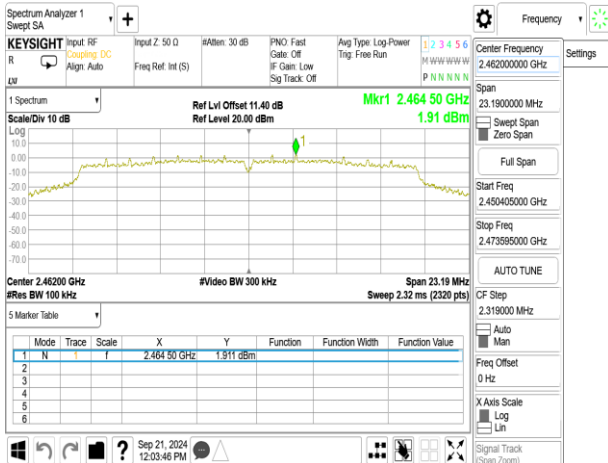 Spectrum Analyzer 1
Swept SA
+
Frequency
KEYSIGHT
R
Input: RF
Coupling: DC
Align: Auto
Input Z: 50 Ω
Freq Ref: Int (S)
#Atten: 30 dB
PNO: Fast
Gate: Off
IF Gain: Low
Sig Track: Off
Avg Type: Log-Power
Trig: Free Run
1 2 3 4 5 6
M W W W W W
P N N N N N
1 Spectrum
Scale/Div 10 dB
Ref Lvl Offset 11.40 dB
Ref Level 20.00 dBm
Mkr1 2.464 50 GHz
1.91 dBm
Log
10.0
0.00
-10.0
-20.0
-30.0
-40.0
-50.0
-60.0
-70.0
1
Center 2.46200 GHz
#Video BW 300 kHz
Span 23.19 MHz
#Res BW 100 kHz
Sweep 2.32 ms (2320 pts)
5 Marker Table
Mode Trace Scale X Y Function Function Width Function Value
1 N 1 f 2.464 50 GHz 1.911 dBm
2
3
4
5
6
Sep 21, 2024
12:03:46 PM
?
Center Frequency
2.462000000 GHz
Settings
Span
23.1900000 MHz
Swept Span
Zero Span
Full Span
Start Freq
2.450405000 GHz
Stop Freq
2.473595000 GHz
AUTO TUNE
CF Step
2.319000 MHz
Auto
Man
Freq Offset
0 Hz
X Axis Scale
Log
Lin
Signal Track
(Span Zoom)